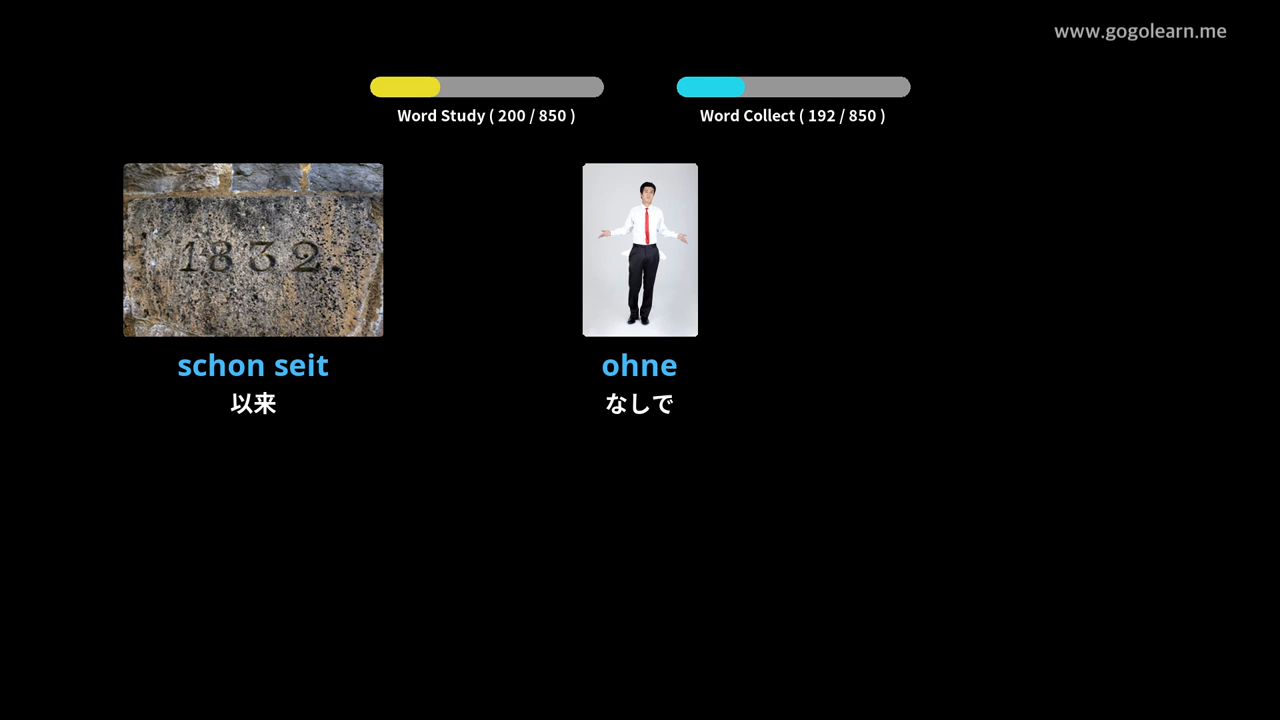 www.gogolearn.me
Word Study ( 200 / 850 )
Word Collect ( 192 / 850 )
1832.
schon seit
ohne
以来
なしで